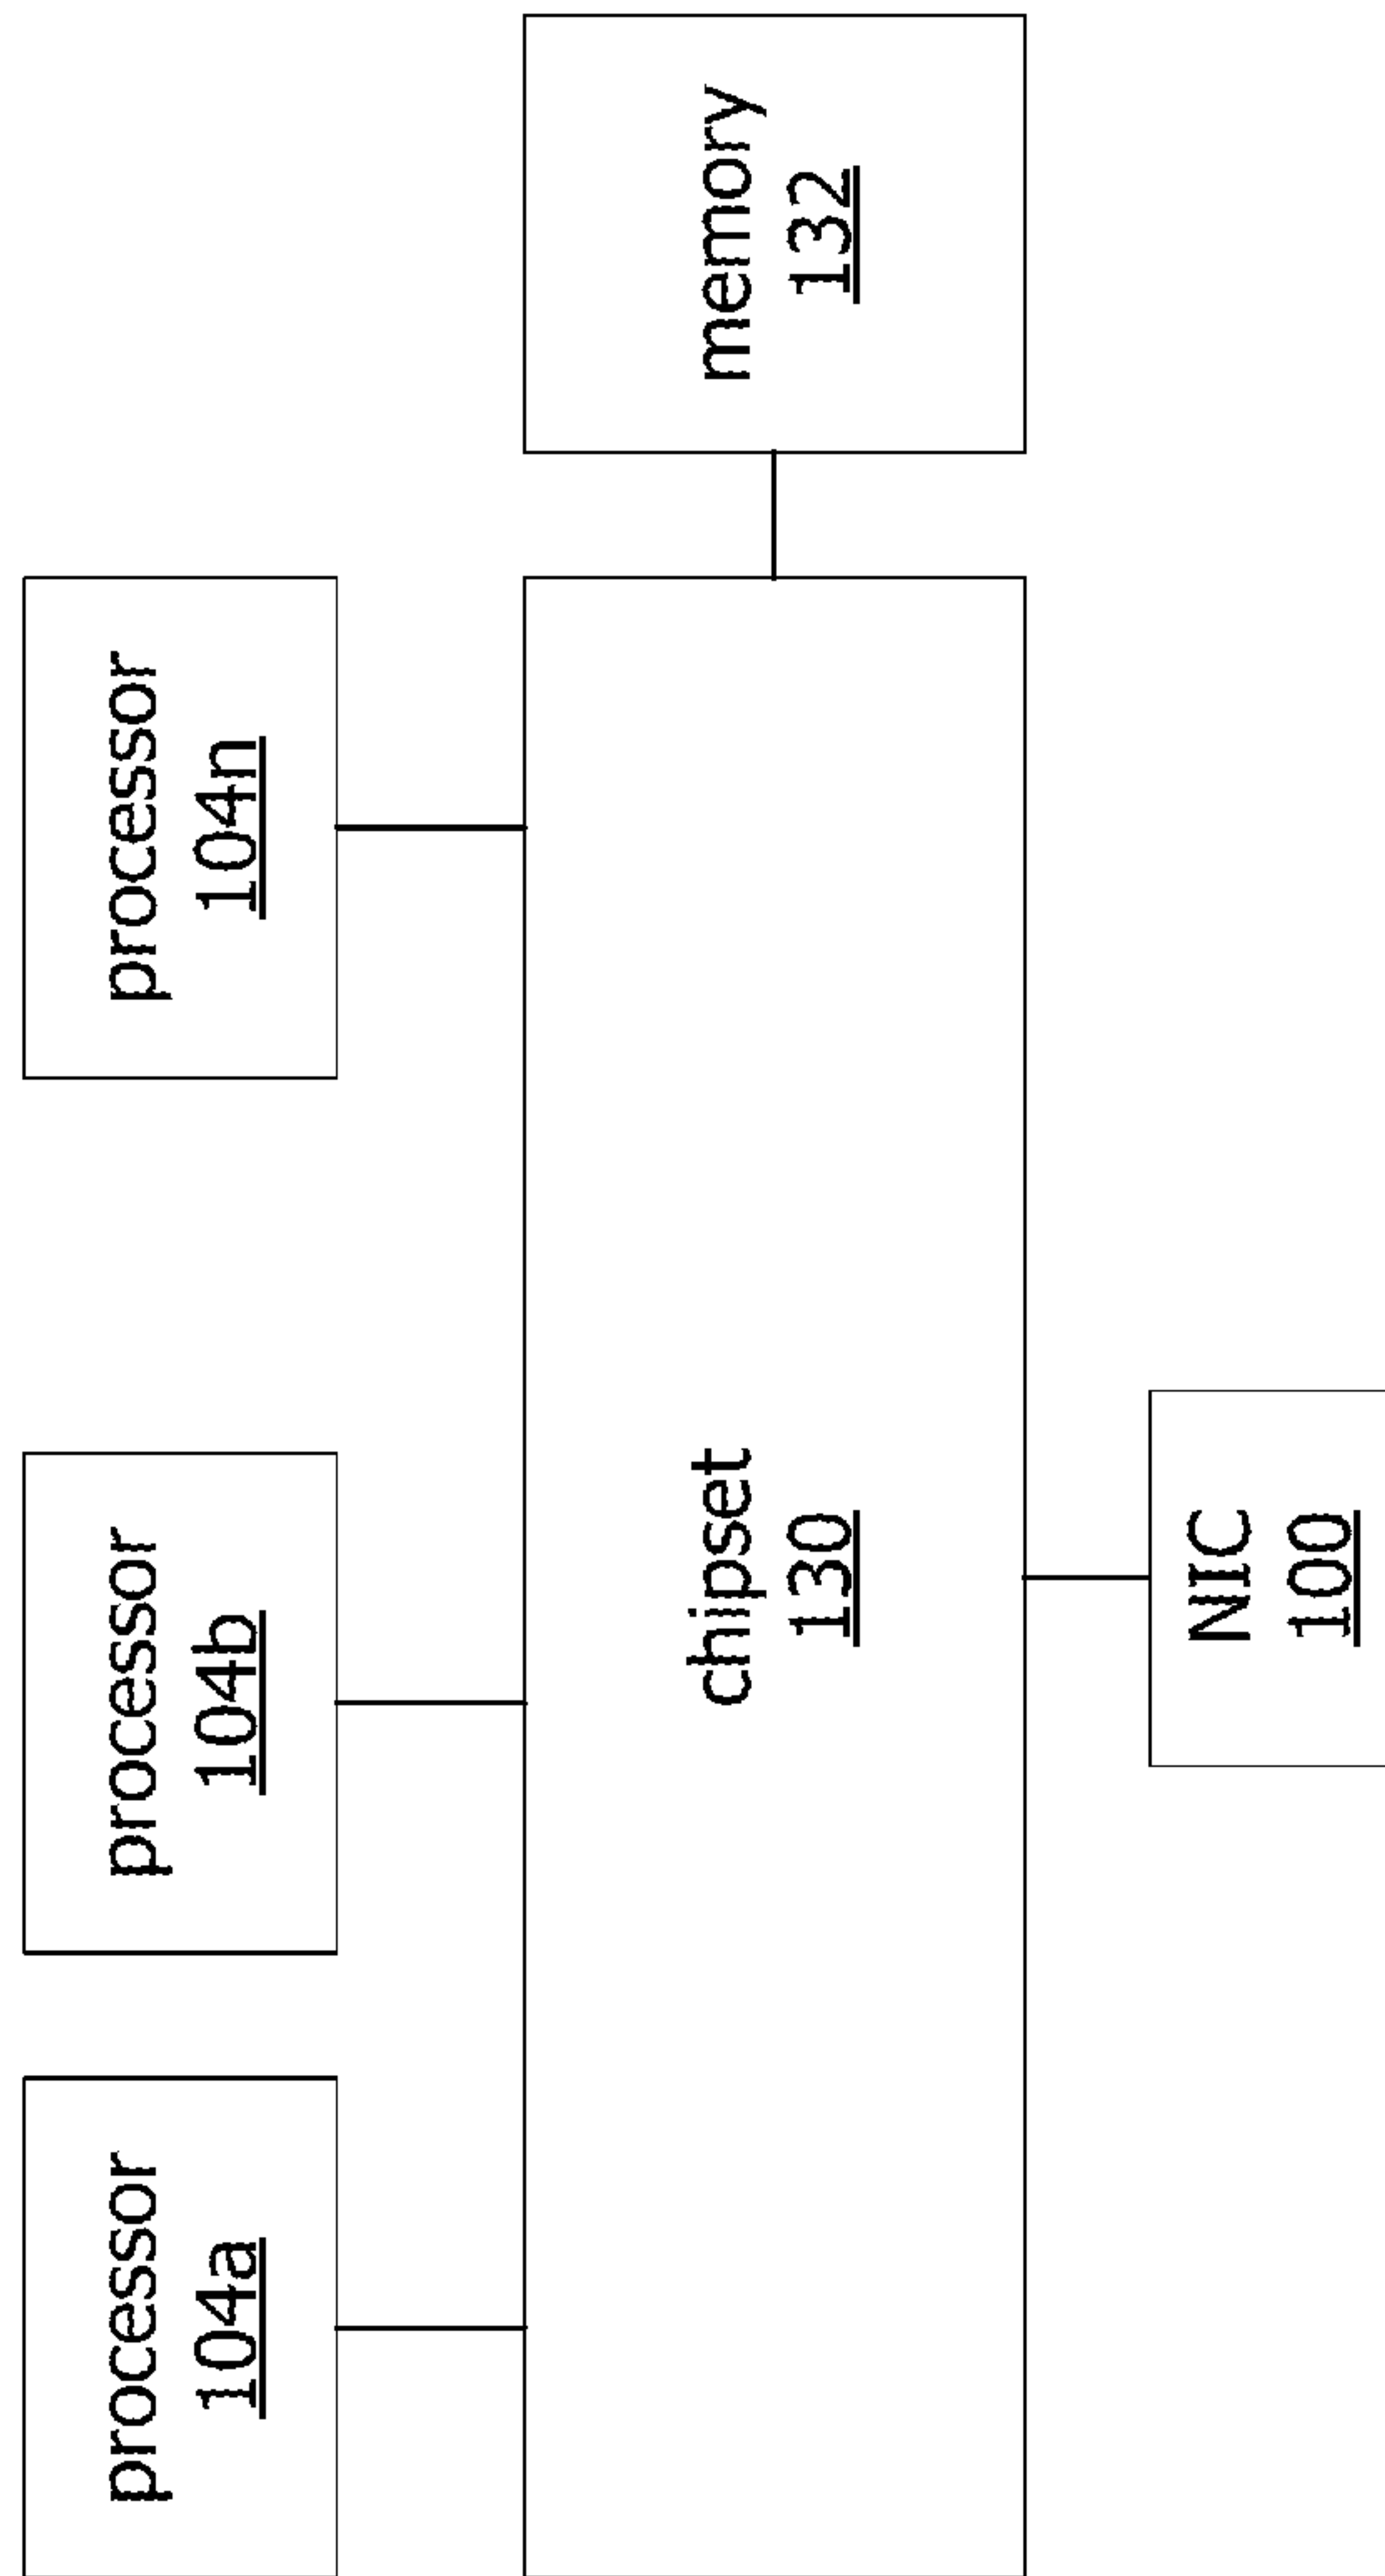 processor
104a
processor
104b
processor
104n
chipset
130
memory
132
NIC
100